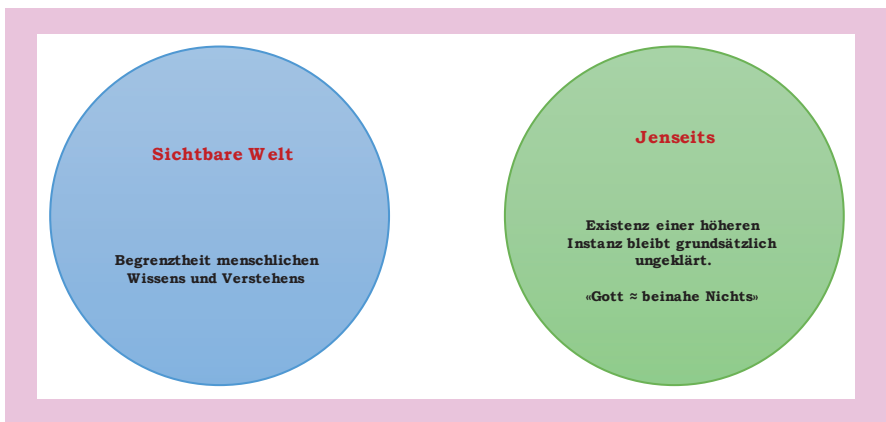 Sichtbare Welt
Begrenztheit menschlichen
Wissens und Verstehens
Jenseits
Existenz einer höheren
Instanz bleibt grundsätzlich
ungeklärt.
«Gott ≈ beinahe Nichts»